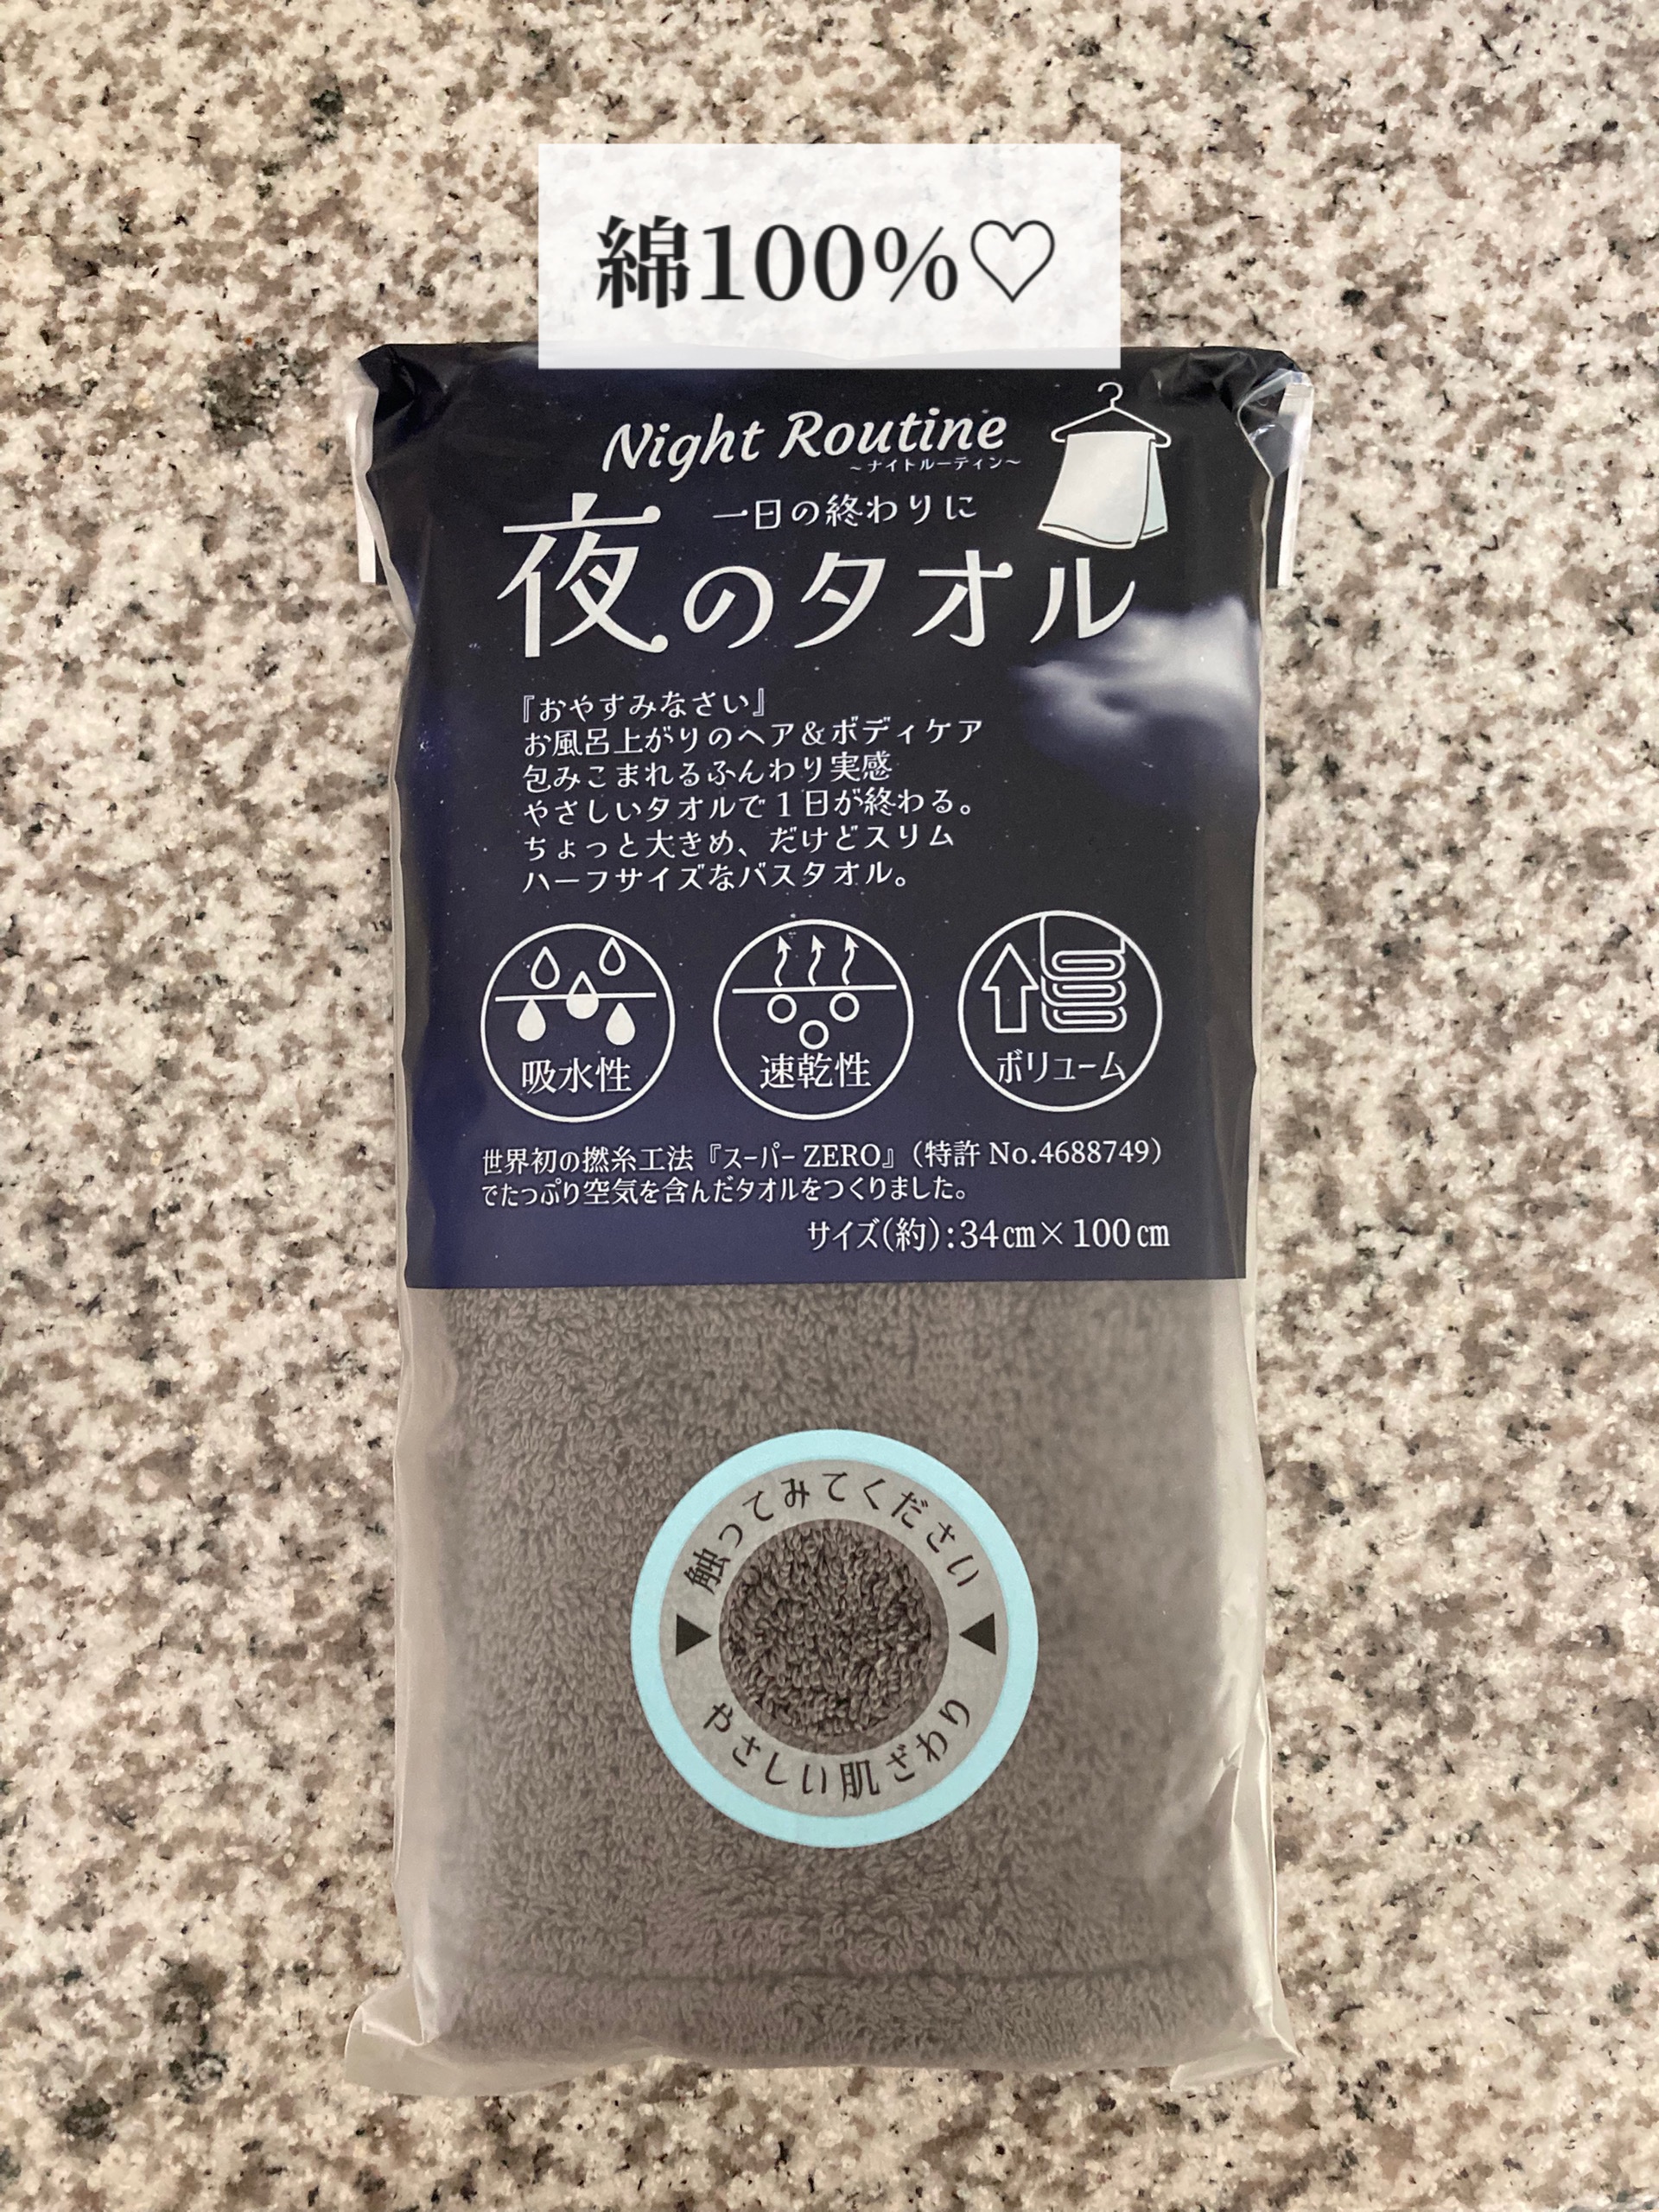 綿100%♡
Night Routine
～ナイトルーティン～
一日の終わりに
夜のタオル
『おやすみなさい』
お風呂上がりのヘア＆ボディケア
包みこまれるふんわり実感
やさしいタオルで１日が終わる。
ちょっと大きめ、だけどスリム
ハーフサイズなバスタオル。
吸水性
速乾性
ボリューム
世界初の撚糸工法『スーパーZERO』（特許 No.4688749）
でたっぷり空気を含んだタオルをつくりました。
サイズ(約):34㎝×100㎝
触ってみてください
やさしい肌ざわり